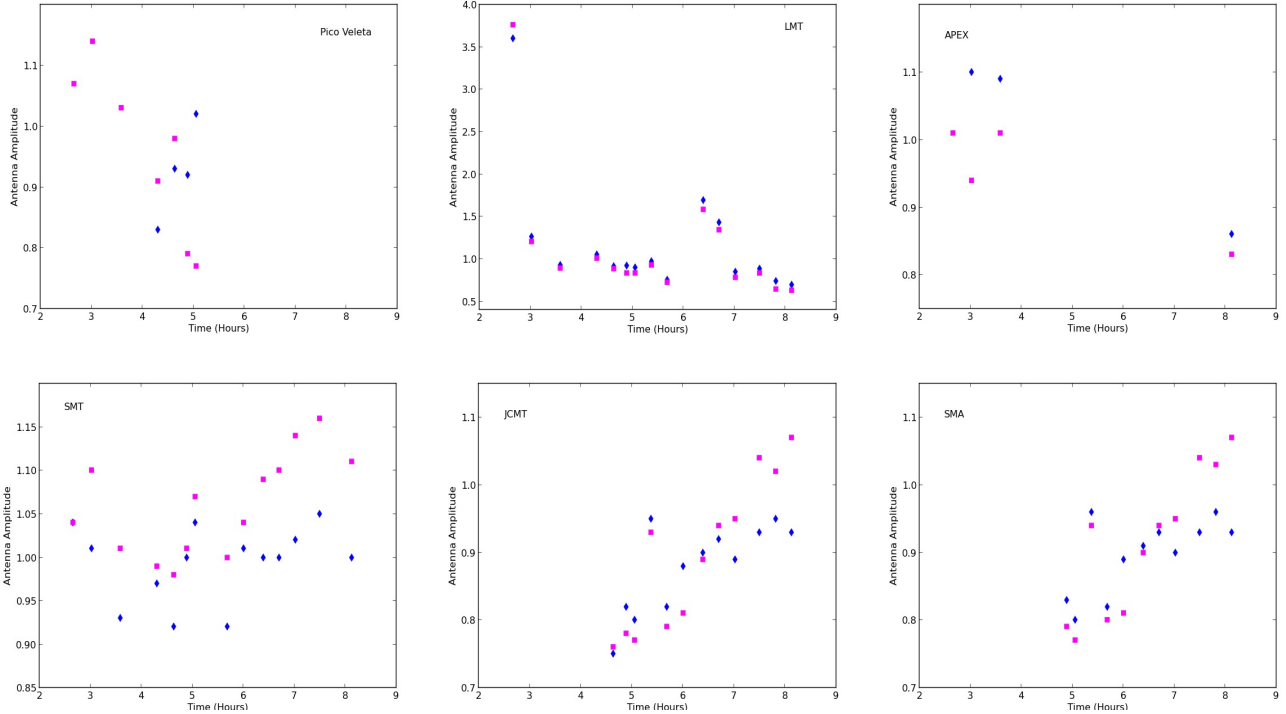 Pico Veleta
Antenna Amplitude
1.1
1.0
0.9
0.8
0.7
2 3 4 5 6 7 8 9
Time (Hours)
LMT
Antenna Amplitude
4.0
3.5
3.0
2.5
2.0
1.5
1.0
0.5
2 3 4 5 6 7 8 9
Time (Hours)
APEX
Antenna Amplitude
1.1
1.0
0.9
0.8
2 3 4 5 6 7 8 9
Time (Hours)
SMT
Antenna Amplitude
1.15
1.10
1.05
1.00
0.95
0.90
0.85
2 3 4 5 6 7 8 9
Time (Hours)
JCMT
Antenna Amplitude
1.1
1.0
0.9
0.8
0.7
2 3 4 5 6 7 8 9
Time (Hours)
SMA
Antenna Amplitude
1.1
1.0
0.9
0.8
0.7
2 3 4 5 6 7 8 9
Time (Hours)